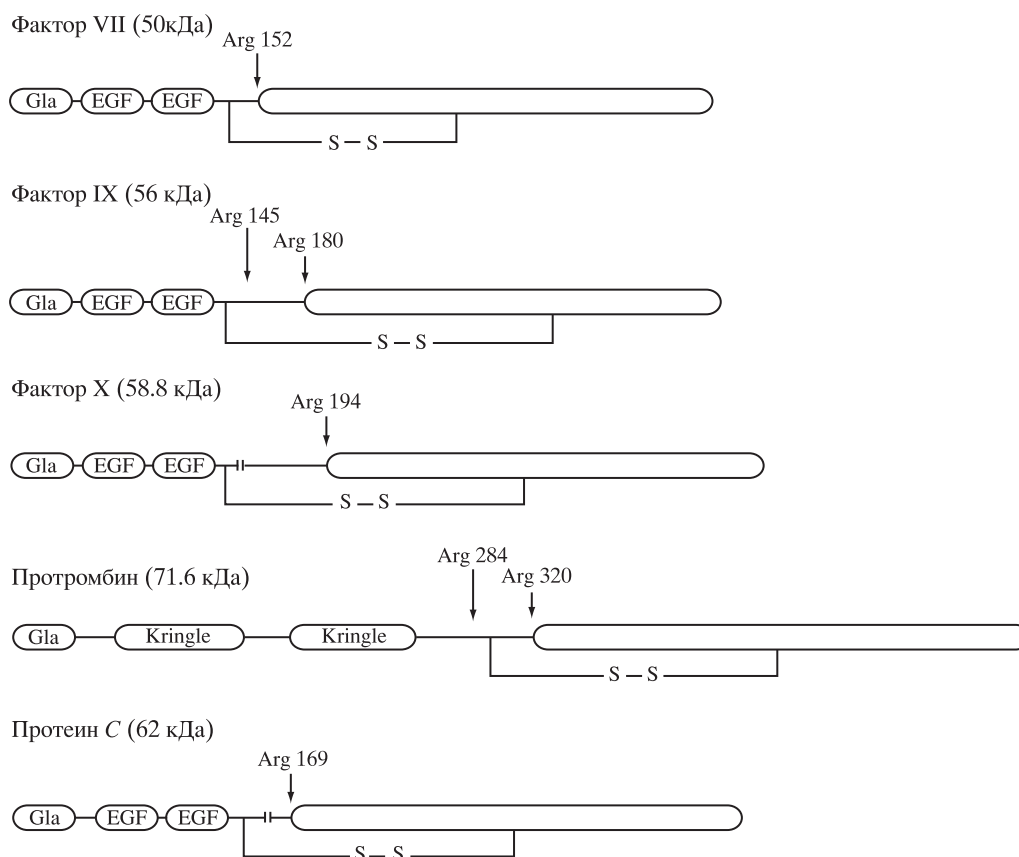 Фактор VII (50кДа)
Arg 152
Gla EGF EGF
S – S
Фактор IX (56 кДа)
Arg 145
Arg 180
Gla EGF EGF
S – S
Фактор X (58.8 кДа)
Arg 194
Gla EGF EGF
S – S
Протромбин (71.6 кДа)
Arg 284
Arg 320
Gla Kringle Kringle
S – S
Протеин C (62 кДа)
Arg 169
Gla EGF EGF
S – S